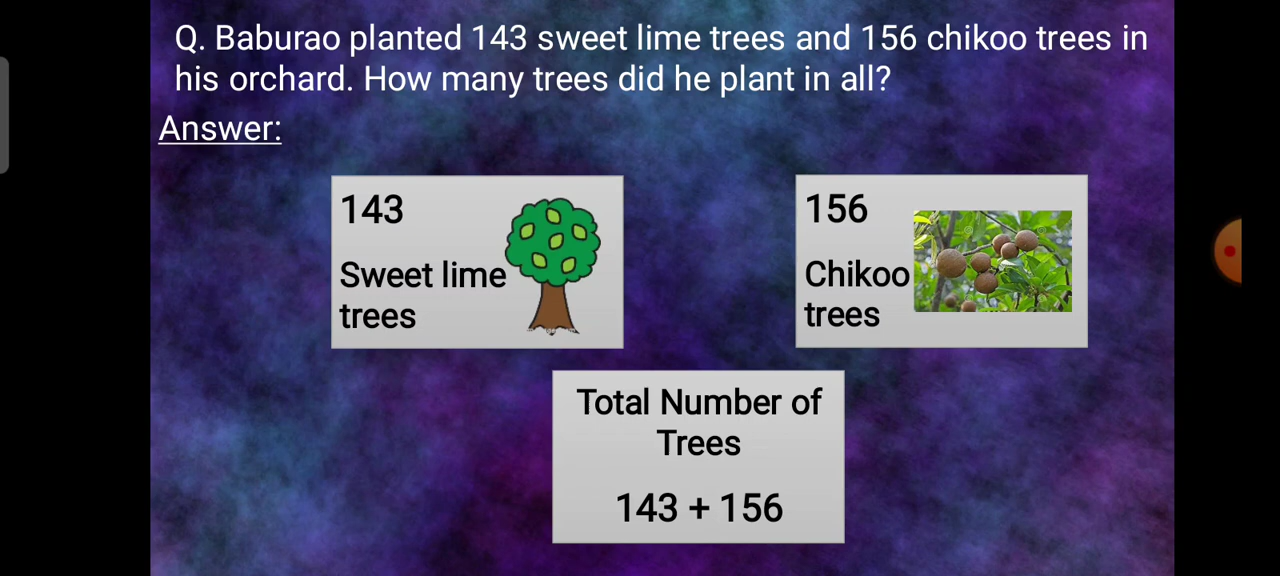 Q. Baburao planted 143 sweet lime trees and 156 chikoo trees in
his orchard. How many trees did he plant in all?
Answer:
143
Sweet lime
trees
156
Chikoo
trees
Total Number of
Trees
143 + 156